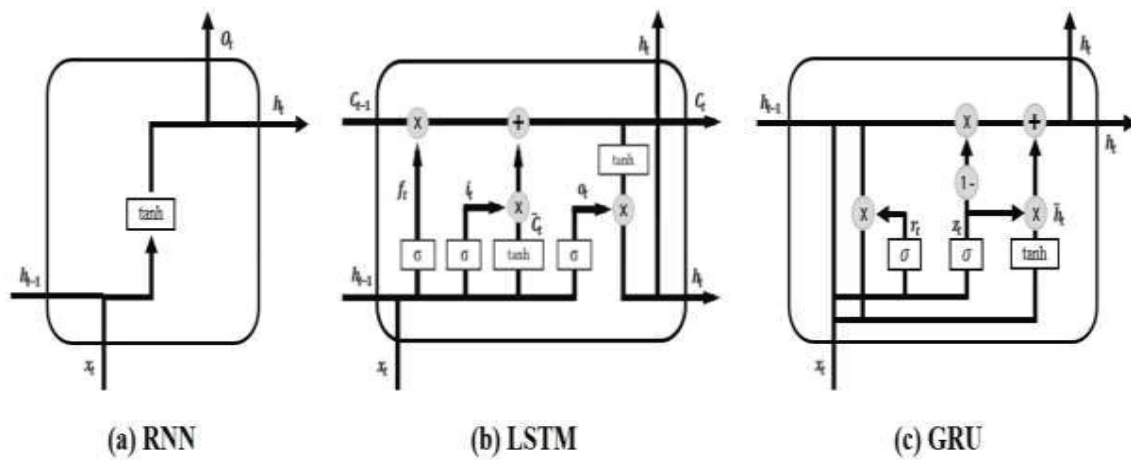 O_t
h_t
tanh
h_{t-1}
x_t
(a) RNN
h_t
C_{t-1}
C_t
x
+
tanh
f_t
i_t
o_t
x
x
C̃_t
σ
σ
tanh
σ
h_{t-1}
h_t
x_t
(b) LSTM
h_t
h_{t-1}
x
+
h_t
1-
x
r_t
z_t
x
h̃_t
σ
σ
tanh
x_t
(c) GRU